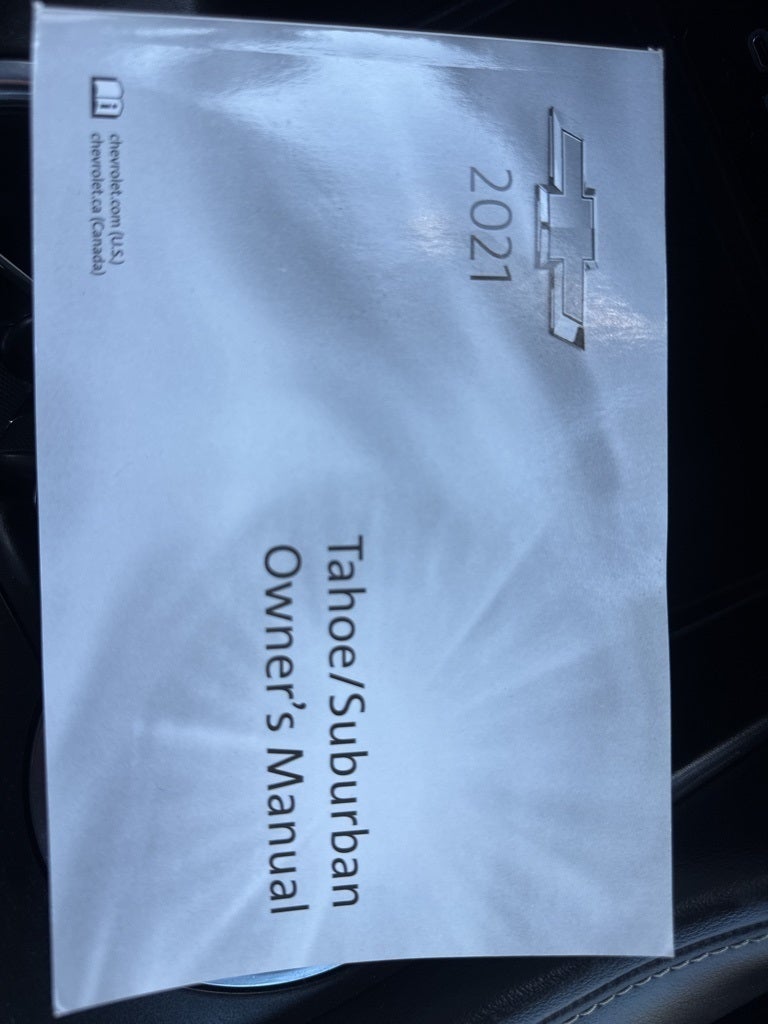 2021
Tahoe/Suburban
Owner's Manual
chevrolet.com (U.S.)
chevrolet.ca (Canada)